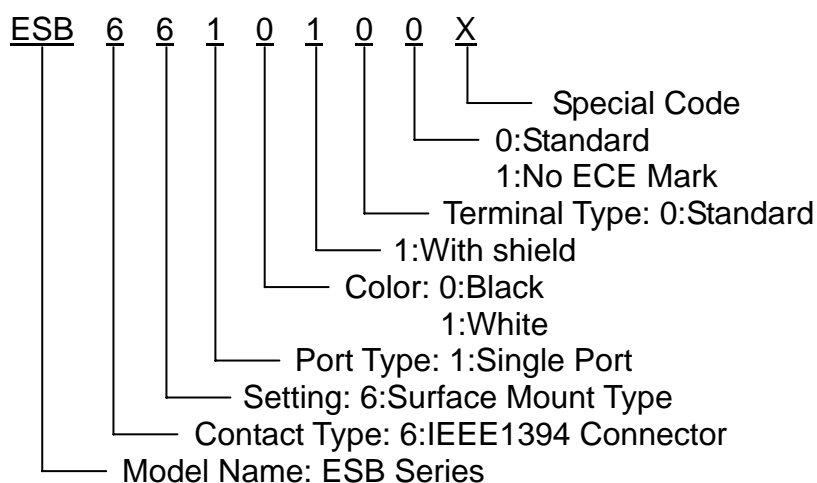 ESB 6 6 1 0 1 0 0 X
Special Code
0:Standard
1:No ECE Mark
Terminal Type: 0:Standard
1:With shield
Color: 0:Black
1:White
Port Type: 1:Single Port
Setting: 6:Surface Mount Type
Contact Type: 6:IEEE1394 Connector
Model Name: ESB Series